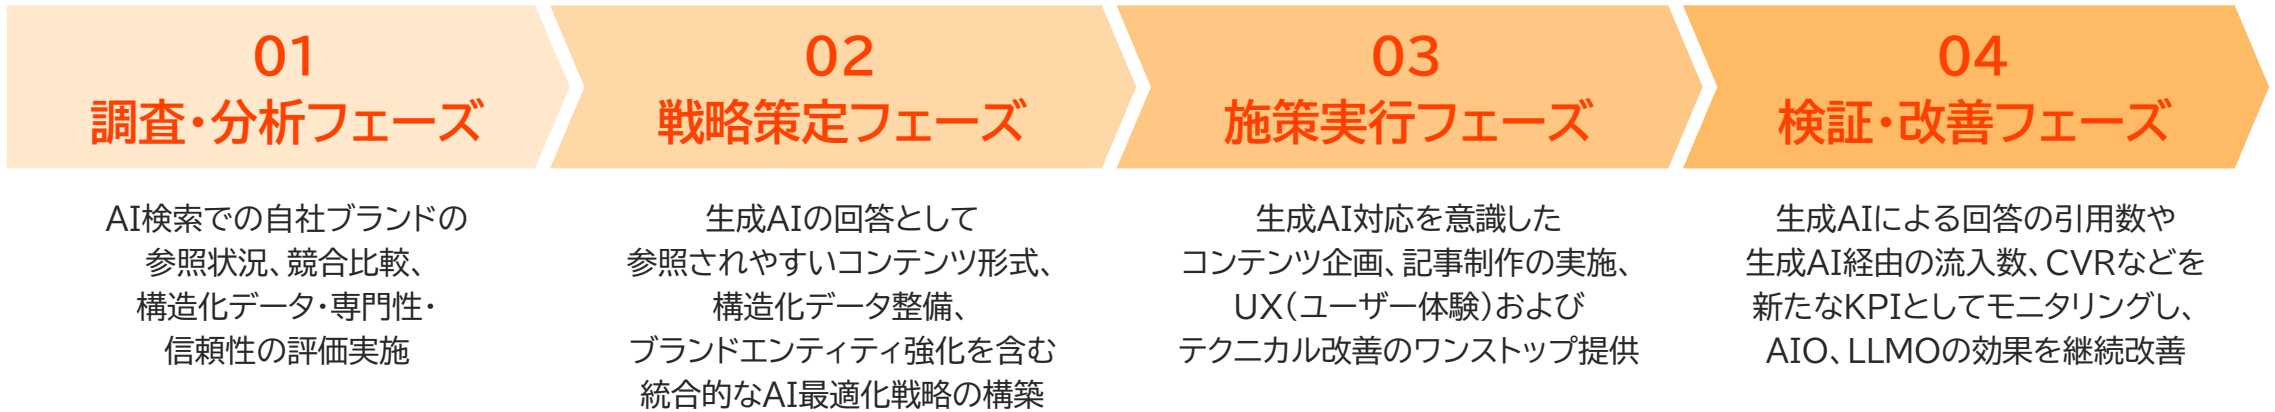 01
調査・分析フェーズ
AI検索での自社ブランドの
参照状況、競合比較、
構造化データ・専門性・
信頼性の評価実施
02
戦略策定フェーズ
生成AIの回答として
参照されやすいコンテンツ形式、
構造化データ整備、
ブランドエンティティ強化を含む
統合的なAI最適化戦略の構築
03
施策実行フェーズ
生成AI対応を意識した
コンテンツ企画、記事制作の実施、
UX（ユーザー体験）および
テクニカル改善のワンストップ提供
04
検証・改善フェーズ
生成AIによる回答の引用数や
生成AI経由の流入数、CVRなどを
新たなKPIとしてモニタリングし、
AIO、LLMOの効果を継続改善